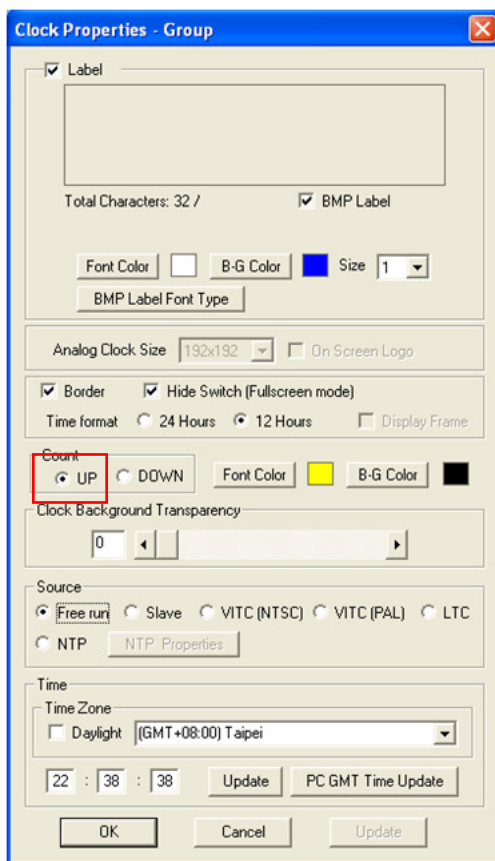 Clock Properties - Group
Label
Total Characters: 32 /
BMP Label
Font Color B-G Color Size 1
BMP Label Font Type
Analog Clock Size 192x192 On Screen Logo
Border Hide Switch (Fullscreen mode)
Time format 24 Hours 12 Hours Display Frame
Count
UP DOWN Font Color B-G Color
Clock Background Transparency
0
Source
Free run Slave VITC (NTSC) VITC (PAL) LTC
NTP NTP Properties
Time
Time Zone
Daylight (GMT+08:00) Taipei
22 : 38 : 38 Update PC GMT Time Update
OK Cancel Update